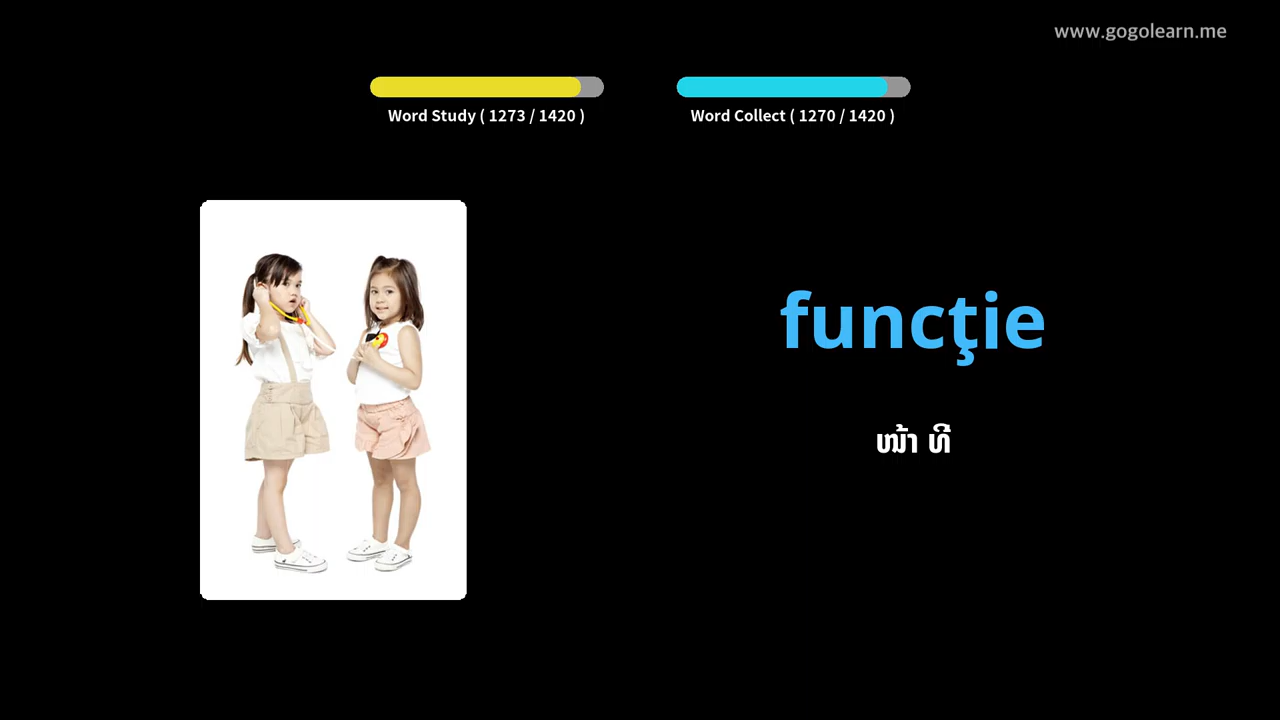 www.gogolearn.me
Word Study ( 1273 / 1420 )
Word Collect ( 1270 / 1420 )
funcţie
ໜ້າ ທີ